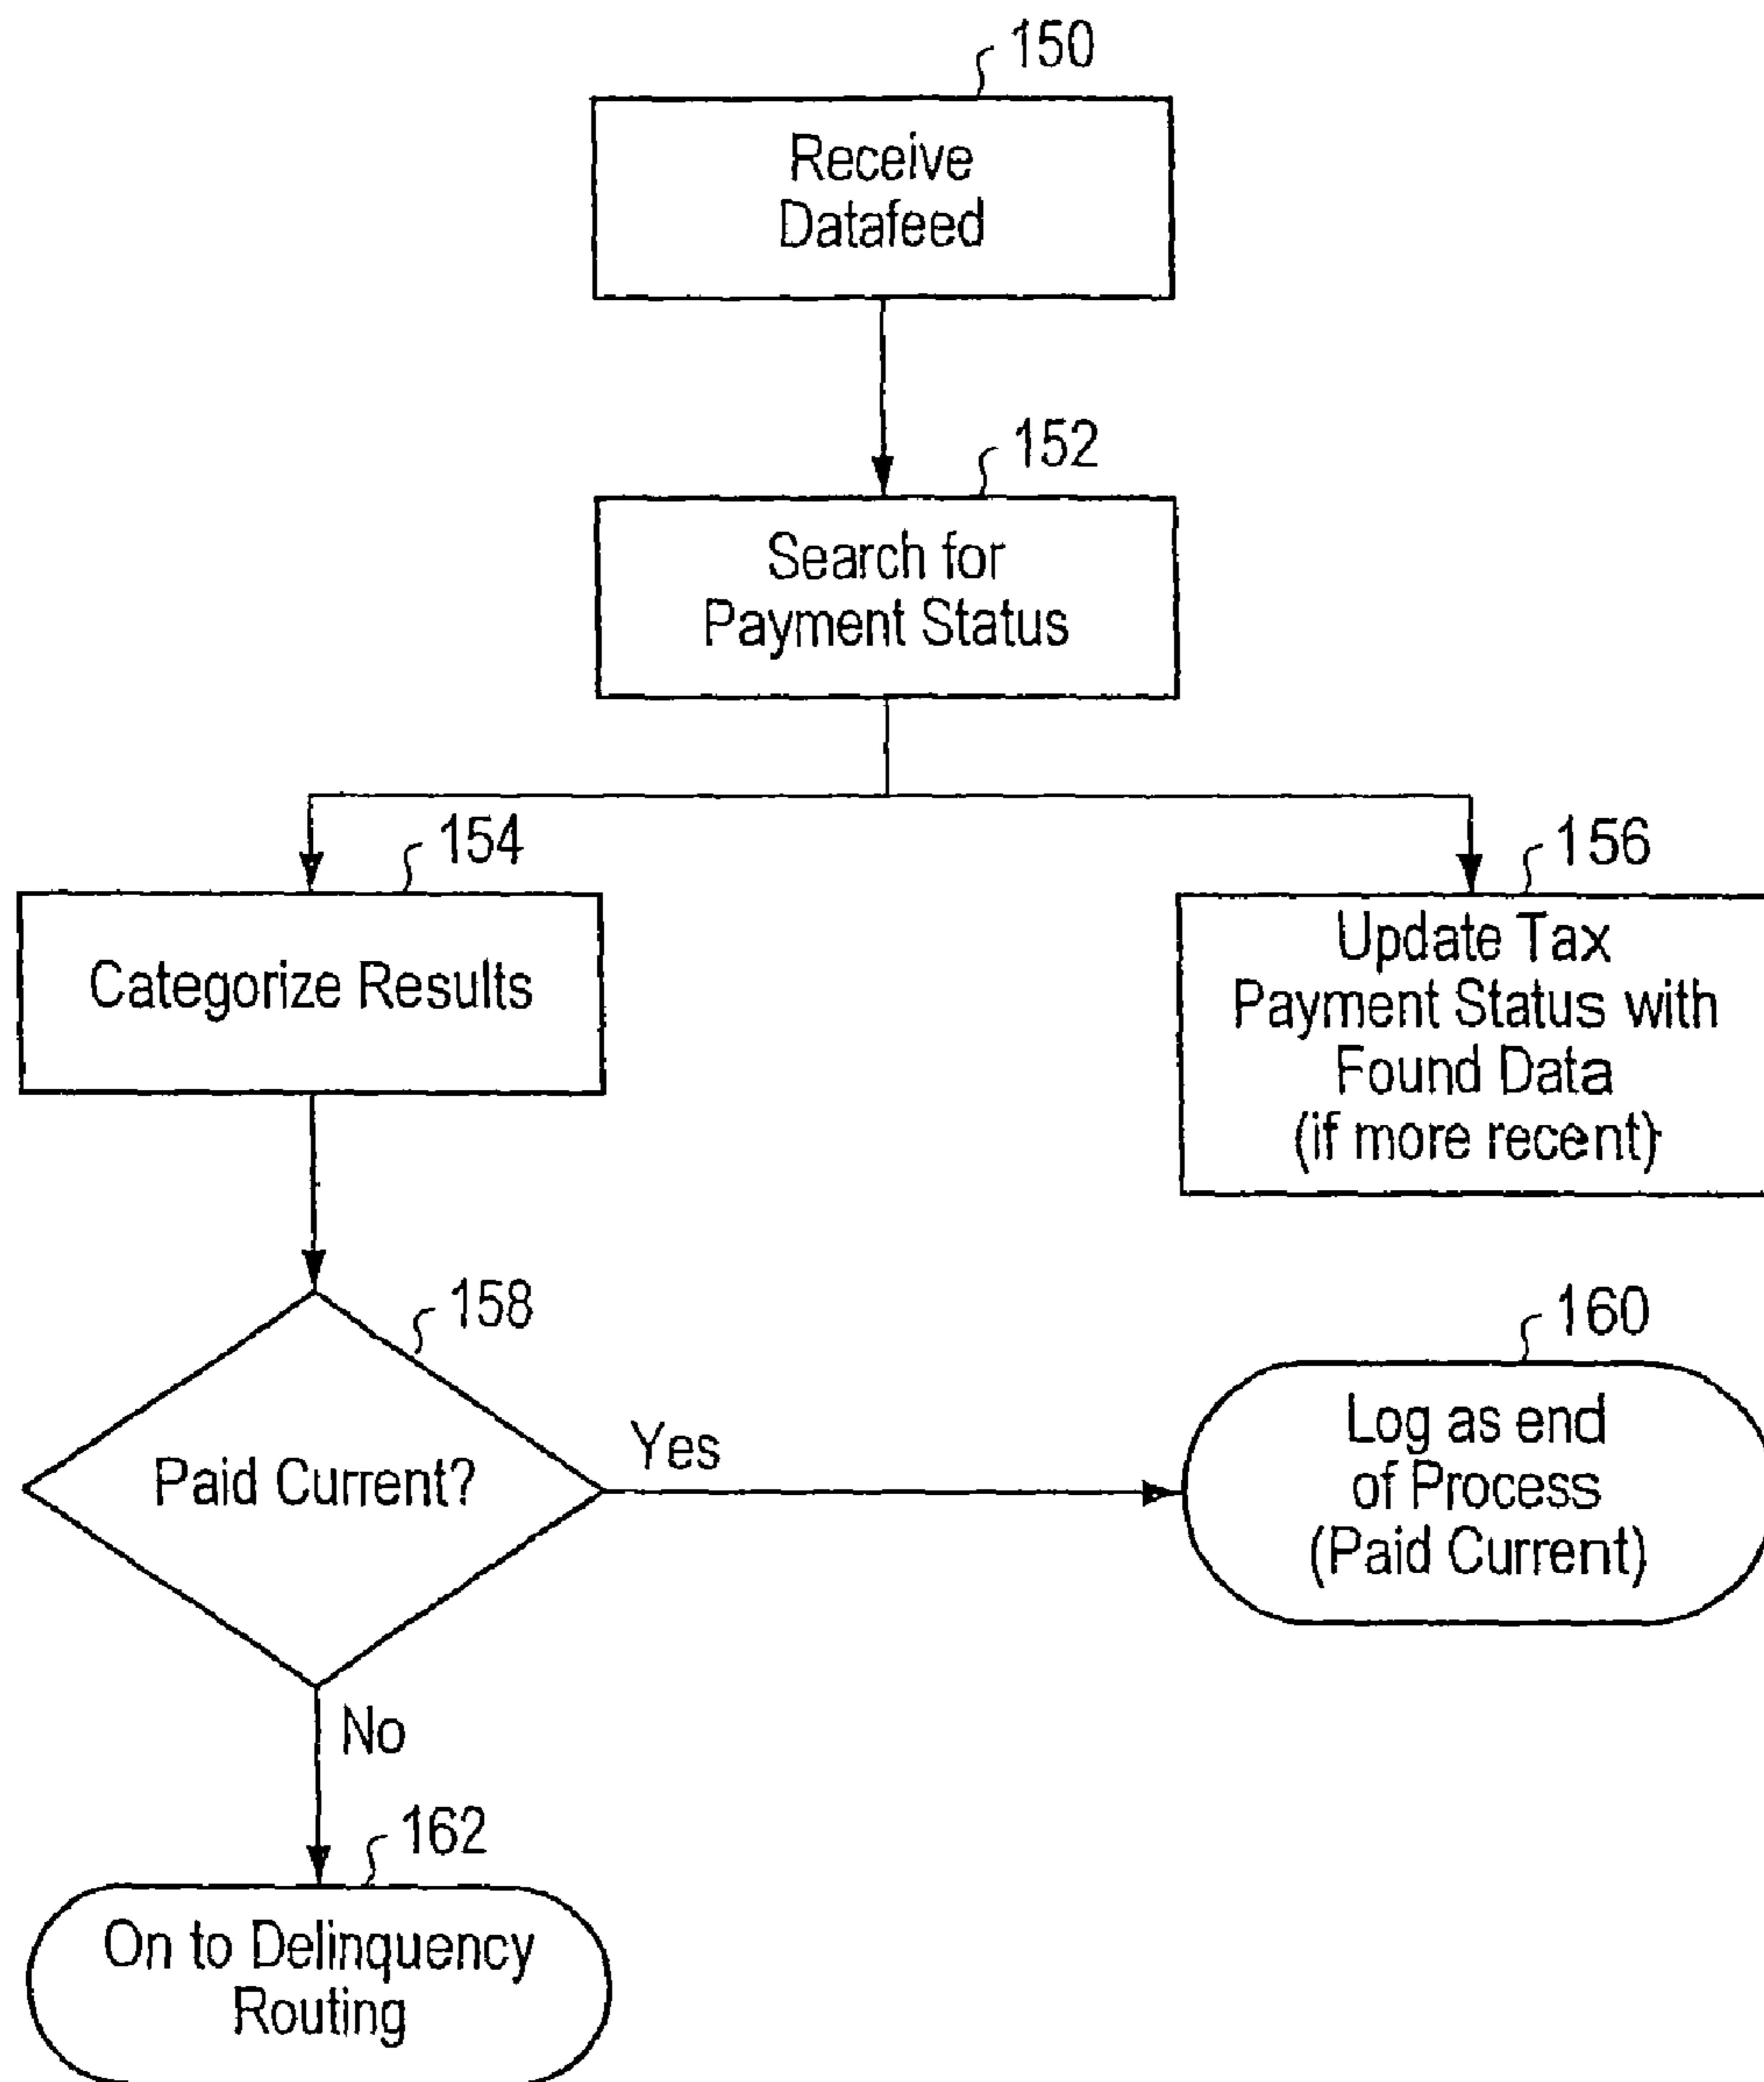 150
Receive
Datafeed
152
Search for
Payment Status
154
Categorize Results
156
Update Tax
Payment Status with
Found Data
(if more recent)
158
Paid Current?
Yes
160
Log as end
of Process
(Paid Current)
No
162
On to Delinquency
Routing